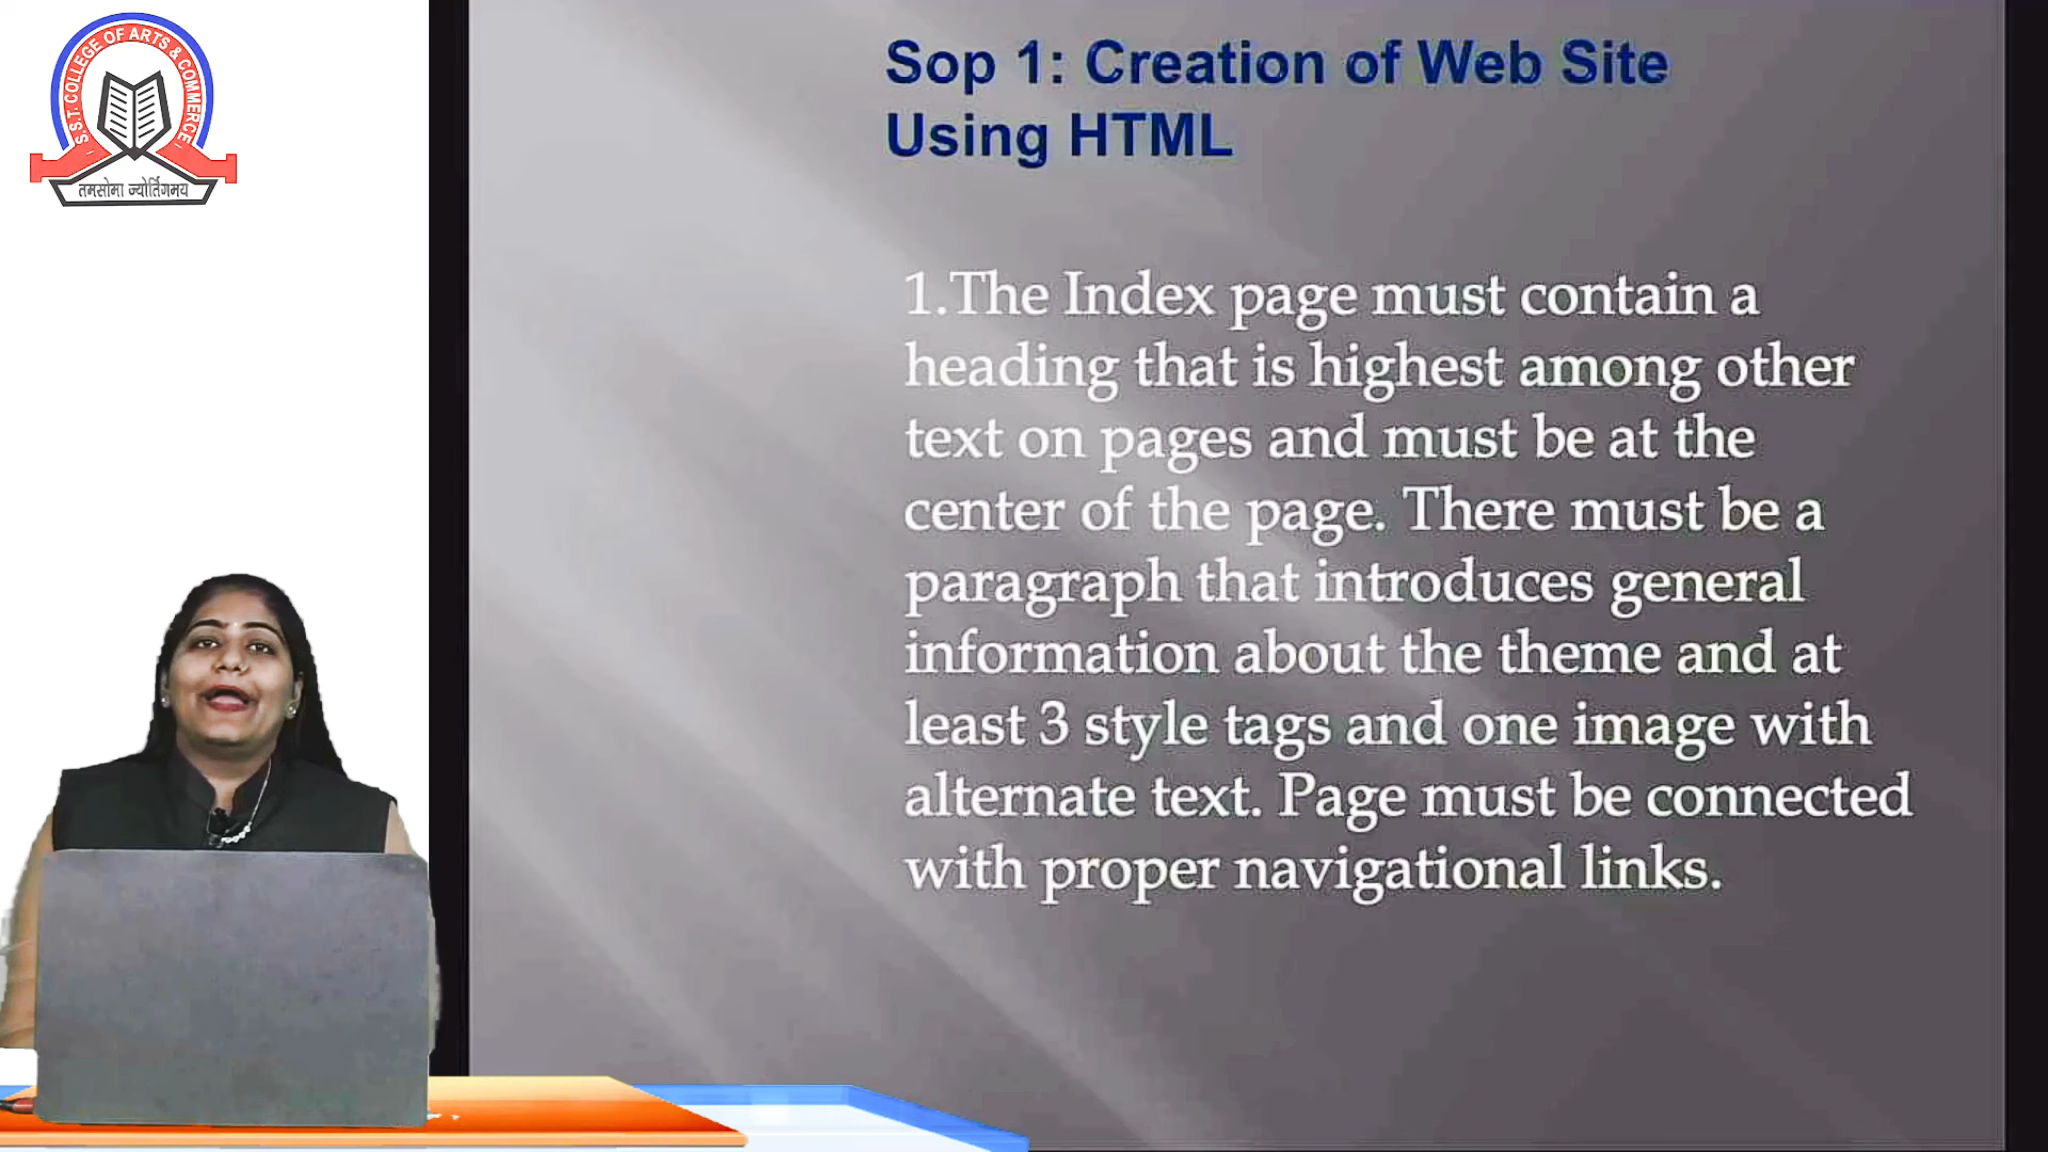 S.S.T. COLLEGE OF ARTS & COMMERCE
तमसोमा ज्योर्तिगमय
Sop 1: Creation of Web Site
Using HTML
1.The Index page must contain a
heading that is highest among other
text on pages and must be at the
center of the page. There must be a
paragraph that introduces general
information about the theme and at
least 3 style tags and one image with
alternate text. Page must be connected
with proper navigational links.